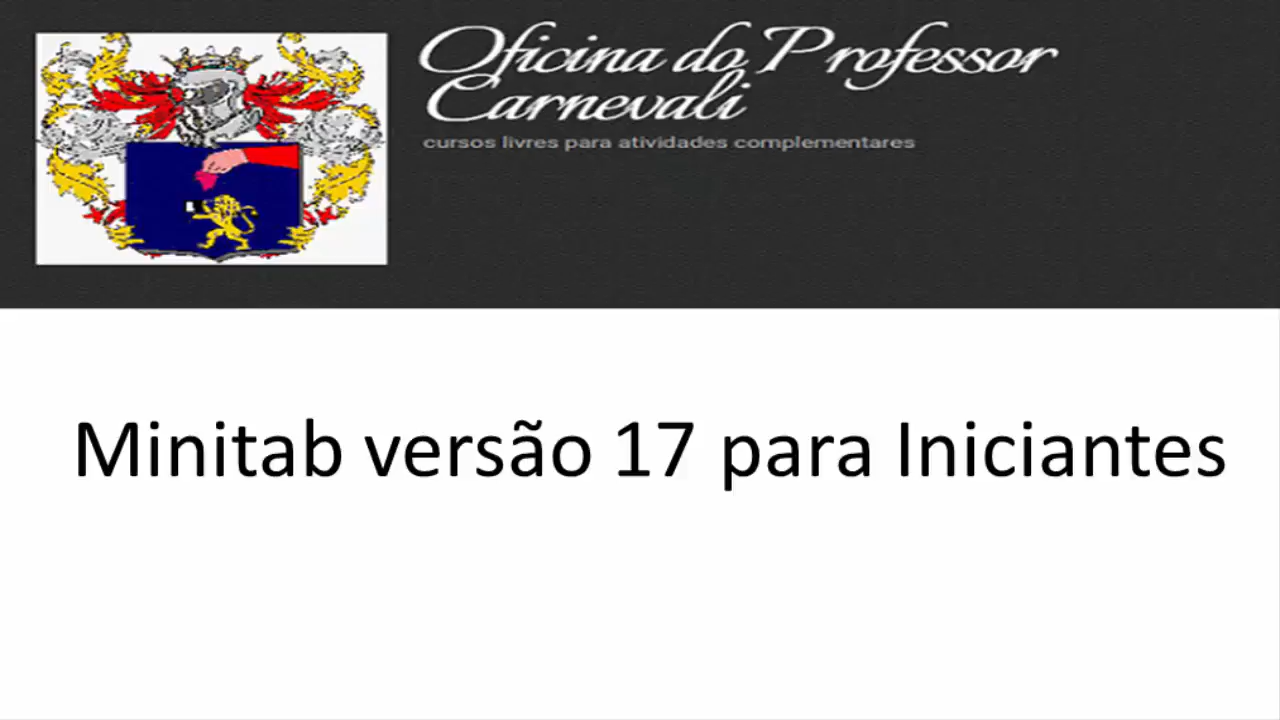 Oficina do Professor
Carnevali
cursos livres para atividades complementares
Minitab versão 17 para Iniciantes